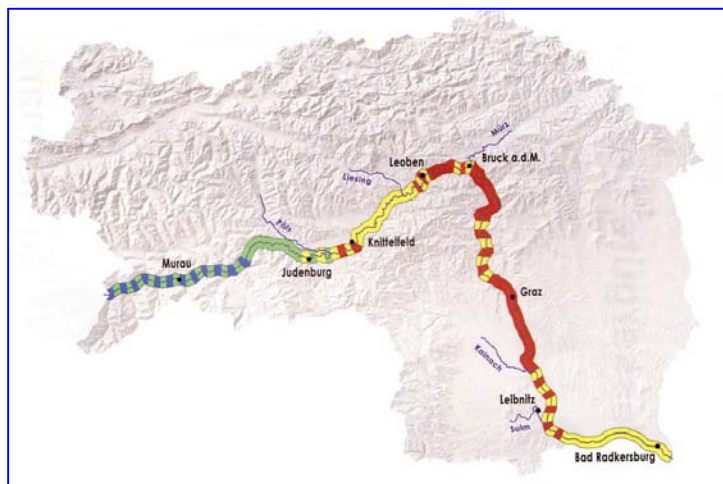 Mürz
Leoben
Bruck a.d.M.
Liesing
Pöls
Knittelfeld
Murau
Judenburg
Graz
Kainach
Leibnitz
Sulm
Bad Radkersburg